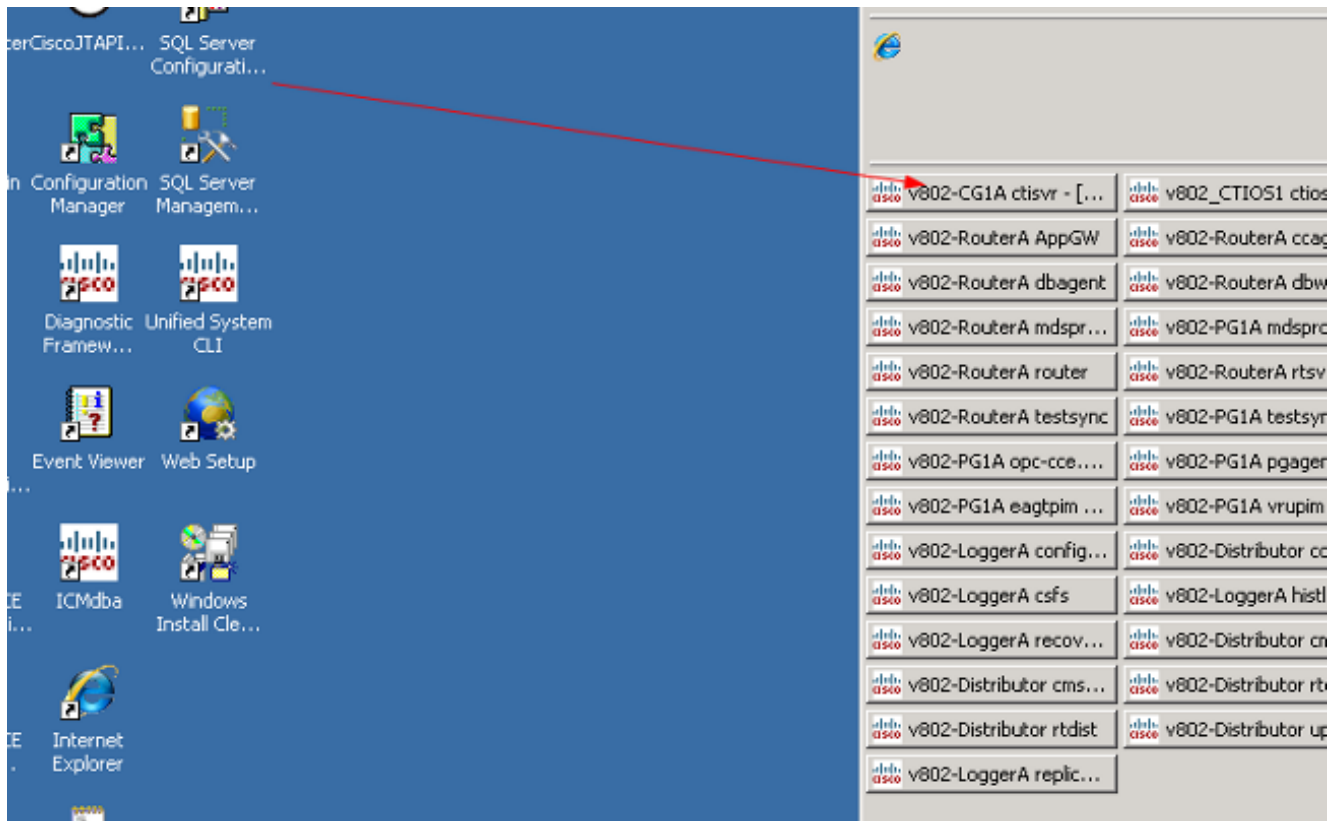 CiscoJTAPI...
SQL Server
Configurati...
Configuration
Manager
SQL Server
Managem...
Diagnostic
Framew...
Unified System
CLI
Event Viewer
Web Setup
ICMdba
Windows
Install Cle...
Internet
Explorer
v802-CG1A ctisvr - [...
v802_CTIOS1 ctios
v802-RouterA AppGW
v802-RouterA ccag
v802-RouterA dbagent
v802-RouterA dbw
v802-RouterA mdspr...
v802-PG1A mdsprc
v802-RouterA router
v802-RouterA rtsv
v802-RouterA testsync
v802-PG1A testsyn
v802-PG1A opc-cce....
v802-PG1A pgagen
v802-PG1A eagtpim ...
v802-PG1A vrupim
v802-LoggerA config...
v802-Distributor cc
v802-LoggerA csfs
v802-LoggerA histl
v802-LoggerA recov...
v802-Distributor cn
v802-Distributor cms...
v802-Distributor rt
v802-Distributor rtdist
v802-Distributor up
v802-LoggerA replic...